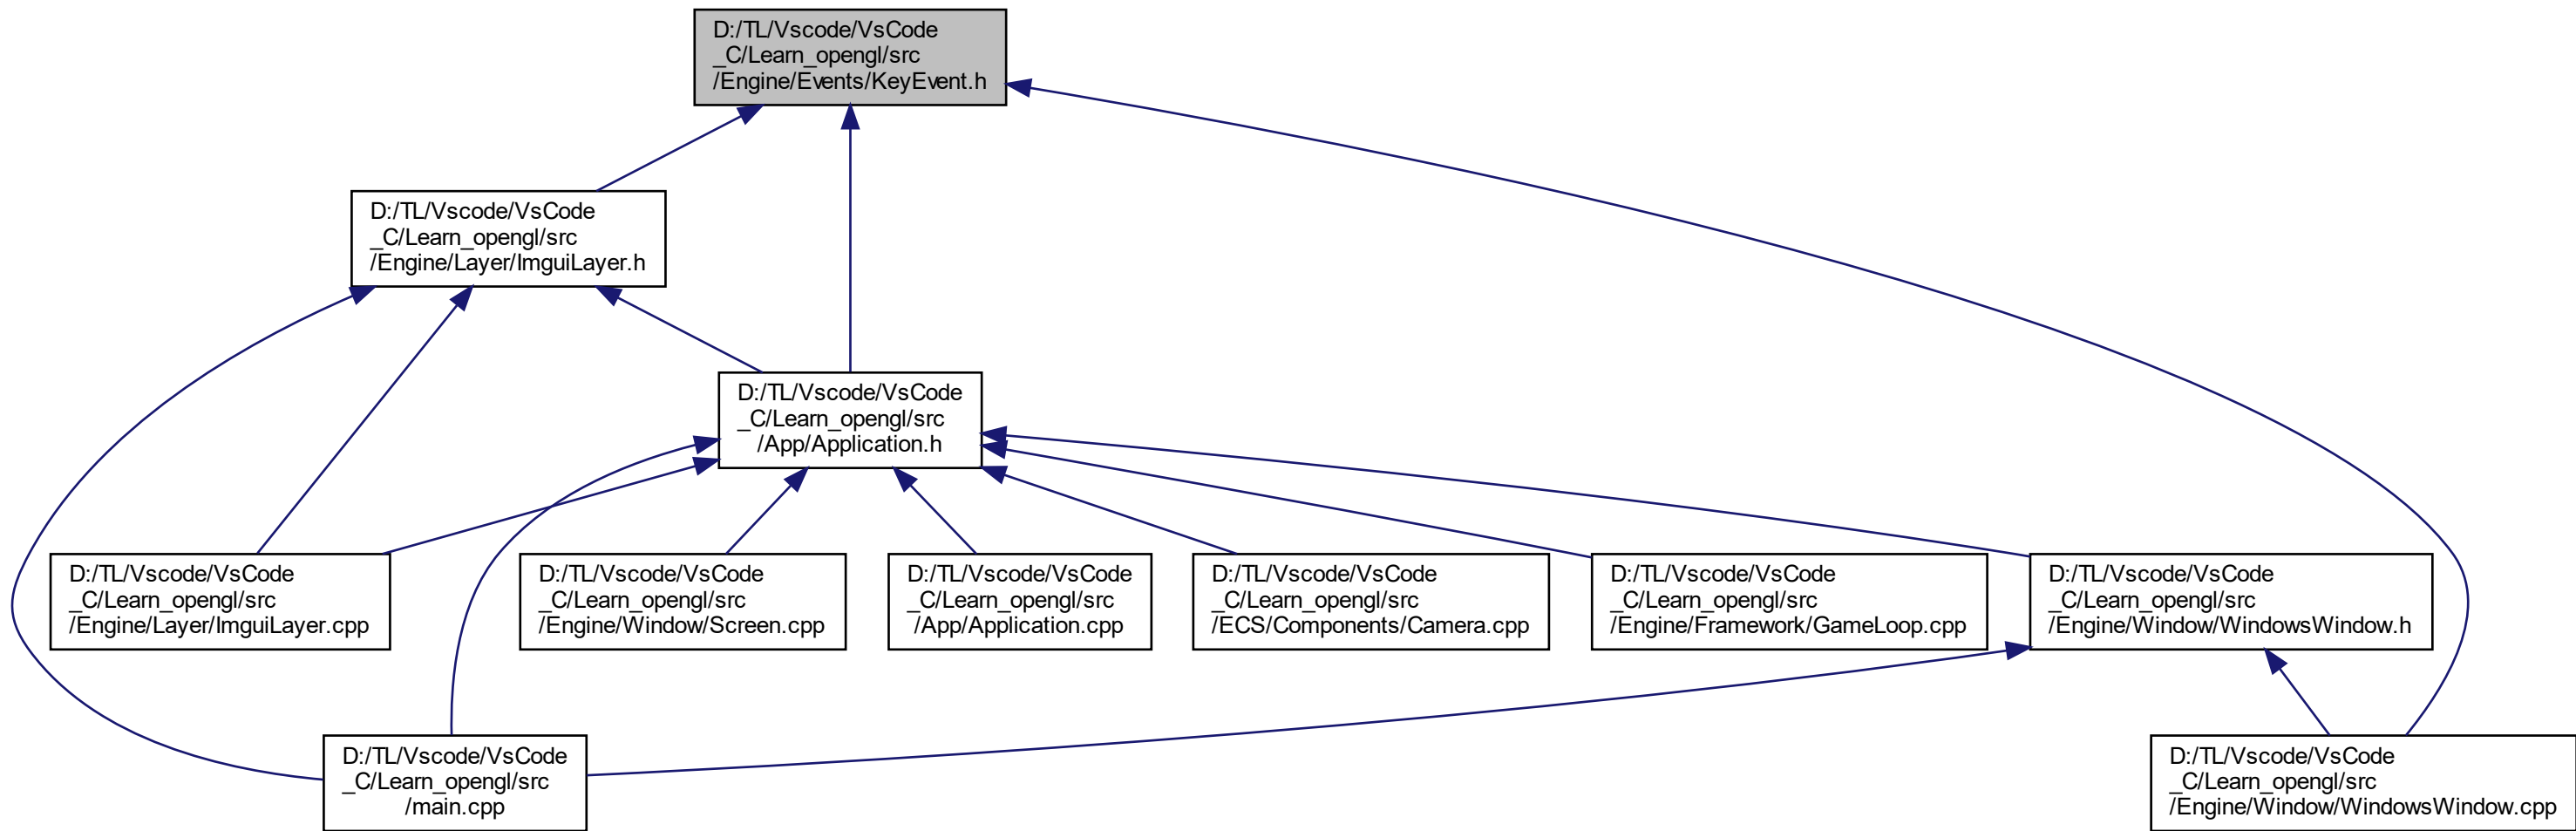 D:/TL/Vscode/VsCode
_C/Learn_opengl/src
/Engine/Events/KeyEvent.h
D:/TL/Vscode/VsCode
_C/Learn_opengl/src
/Engine/Layer/ImguiLayer.h
D:/TL/Vscode/VsCode
_C/Learn_opengl/src
/App/Application.h
D:/TL/Vscode/VsCode
_C/Learn_opengl/src
/Engine/Layer/ImguiLayer.cpp
D:/TL/Vscode/VsCode
_C/Learn_opengl/src
/Engine/Window/Screen.cpp
D:/TL/Vscode/VsCode
_C/Learn_opengl/src
/App/Application.cpp
D:/TL/Vscode/VsCode
_C/Learn_opengl/src
/ECS/Components/Camera.cpp
D:/TL/Vscode/VsCode
_C/Learn_opengl/src
/Engine/Framework/GameLoop.cpp
D:/TL/Vscode/VsCode
_C/Learn_opengl/src
/Engine/Window/WindowsWindow.h
D:/TL/Vscode/VsCode
_C/Learn_opengl/src
/main.cpp
D:/TL/Vscode/VsCode
_C/Learn_opengl/src
/Engine/Window/WindowsWindow.cpp